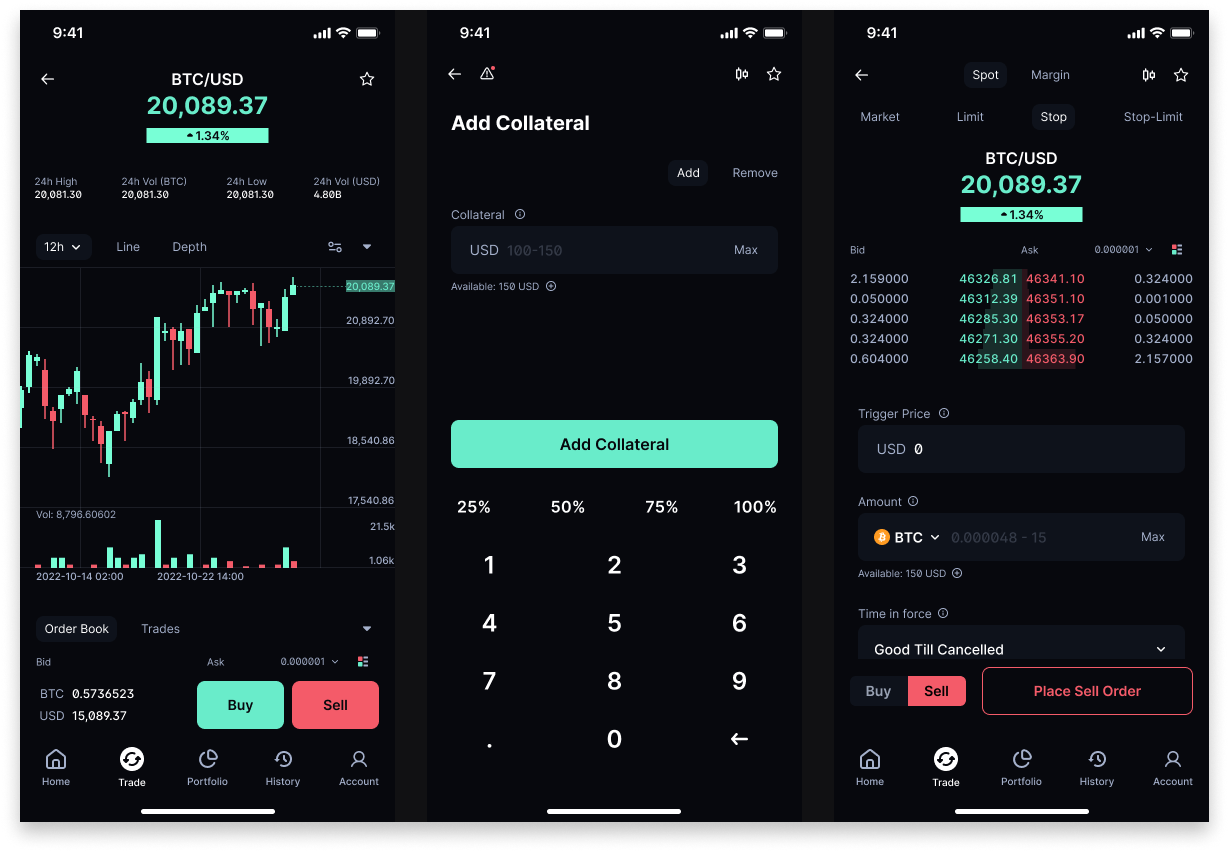 9:41
BTC/USD
20,089.37
1.34%
24h High 24h Vol (BTC) 24h Low 24h Vol (USD)
20,081.30 20,081.30 20,081.30 4.80B
12h Line Depth
20,089.37
20,892.70
19,892.70
18,540.86
17,540.86
Vol: 8,796.60602
21.5k
1.06k
2022-10-14 02:00 2022-10-22 14:00
Order Book Trades
Bid Ask 0.000001
BTC 0.5736523
USD 15,089.37
Buy Sell
Home Trade Portfolio History Account
9:41
Add Collateral
Add Remove
Collateral
USD 100-150 Max
Available: 150 USD
Add Collateral
25% 50% 75% 100%
1 2 3
4 5 6
7 8 9
. 0
9:41
Spot Margin
Market Limit Stop Stop-Limit
BTC/USD
20,089.37
1.34%
Bid Ask 0.000001
2.159000 46326.81 46341.10 0.324000
0.050000 46312.39 46351.10 0.001000
0.324000 46285.30 46353.17 0.050000
0.324000 46271.30 46355.20 0.324000
0.604000 46258.40 46363.90 2.157000
Trigger Price
USD 0
Amount
BTC 0.000048 - 15 Max
Available: 150 USD
Time in force
Good Till Cancelled
Buy Sell Place Sell Order
Home Trade Portfolio History Account